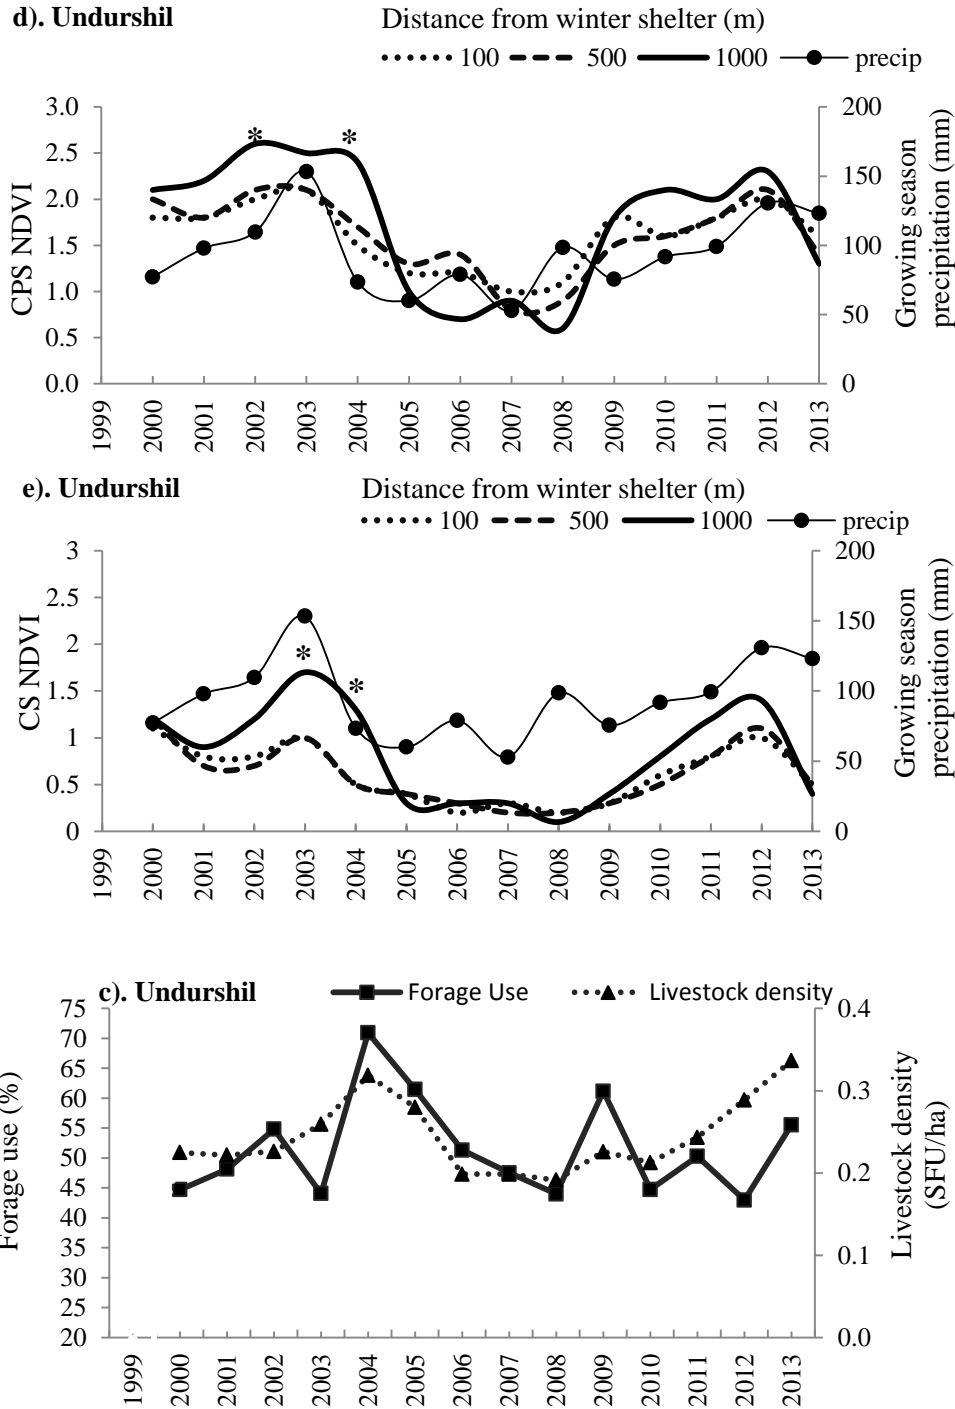 d). Undurshil
Distance from winter shelter (m)
100 500 1000 precip
CPS NDVI
3.0
2.5
2.0
1.5
1.0
0.5
0.0
* *
200
150
100
50
0
Growing season
precipitation (mm)
1999 2000 2001 2002 2003 2004 2005 2006 2007 2008 2009 2010 2011 2012 2013
e). Undurshil
Distance from winter shelter (m)
100 500 1000 precip
CS NDVI
3
2.5
2
1.5
1
0.5
0
* *
200
150
100
50
0
Growing season
precipitation (mm)
1999 2000 2001 2002 2003 2004 2005 2006 2007 2008 2009 2010 2011 2012 2013
c). Undurshil
Forage Use Livestock density
Forage use (%)
75
70
65
60
55
50
45
40
35
30
25
20
0.4
0.3
0.2
0.1
0.0
Livestock density
(SFU/ha)
1999 2000 2001 2002 2003 2004 2005 2006 2007 2008 2009 2010 2011 2012 2013